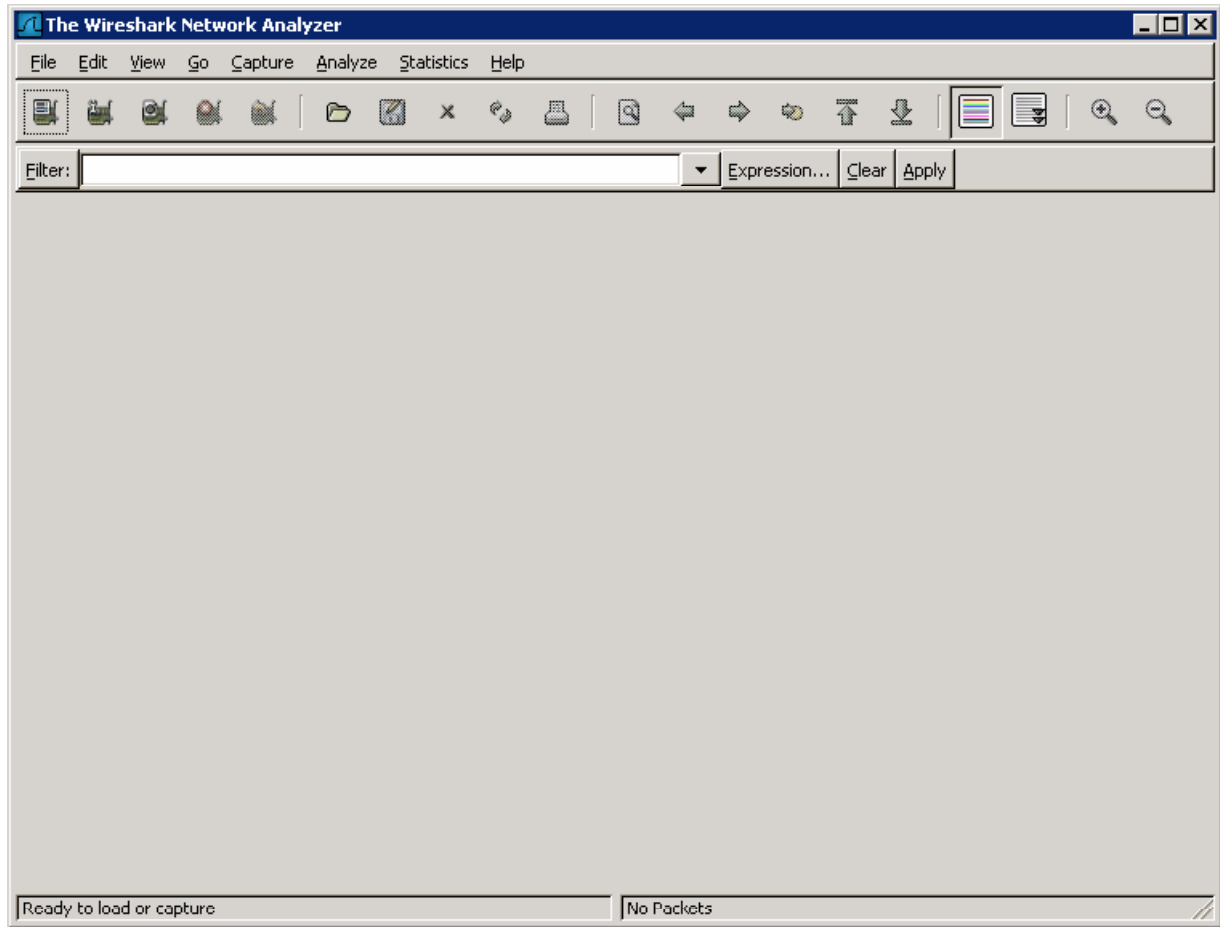 The Wireshark Network Analyzer
File Edit View Go Capture Analyze Statistics Help
Filter: Expression... Clear Apply
Ready to load or capture No Packets